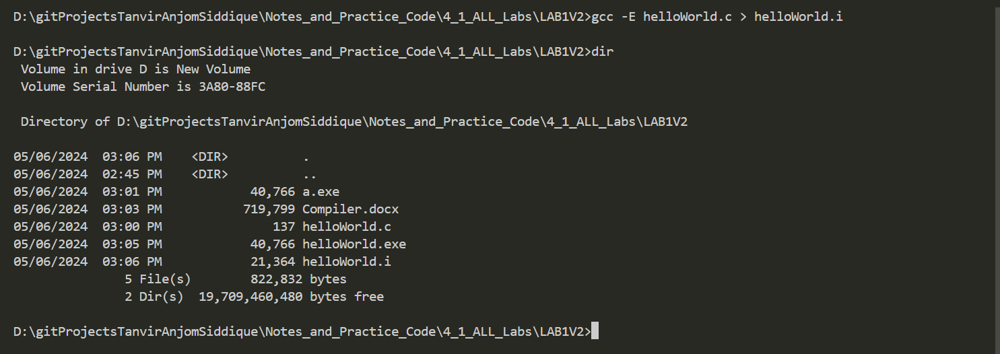 D:\gitProjectsTanvirAnjomSiddique\Notes_and_Practice_Code\4_1_ALL_Labs\LAB1V2>gcc -E helloWorld.c > helloWorld.i
D:\gitProjectsTanvirAnjomSiddique\Notes_and_Practice_Code\4_1_ALL_Labs\LAB1V2>dir
 Volume in drive D is New Volume
 Volume Serial Number is 3A80-88FC
 Directory of D:\gitProjectsTanvirAnjomSiddique\Notes_and_Practice_Code\4_1_ALL_Labs\LAB1V2
05/06/2024  03:06 PM    <DIR>          .
05/06/2024  02:45 PM    <DIR>          ..
05/06/2024  03:01 PM            40,766 a.exe
05/06/2024  03:03 PM           719,799 Compiler.docx
05/06/2024  03:00 PM               137 helloWorld.c
05/06/2024  03:05 PM            40,766 helloWorld.exe
05/06/2024  03:06 PM            21,364 helloWorld.i
               5 File(s)        822,832 bytes
               2 Dir(s)  19,709,460,480 bytes free
D:\gitProjectsTanvirAnjomSiddique\Notes_and_Practice_Code\4_1_ALL_Labs\LAB1V2>